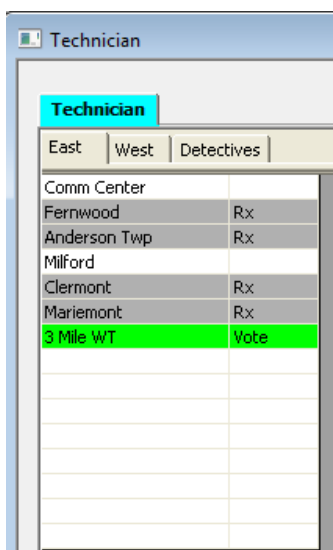 Technician
Technician
East West Detectives
Comm Center
Fernwood Rx
Anderson Twp Rx
Milford
Clermont Rx
Mariemont Rx
3 Mile WT Vote